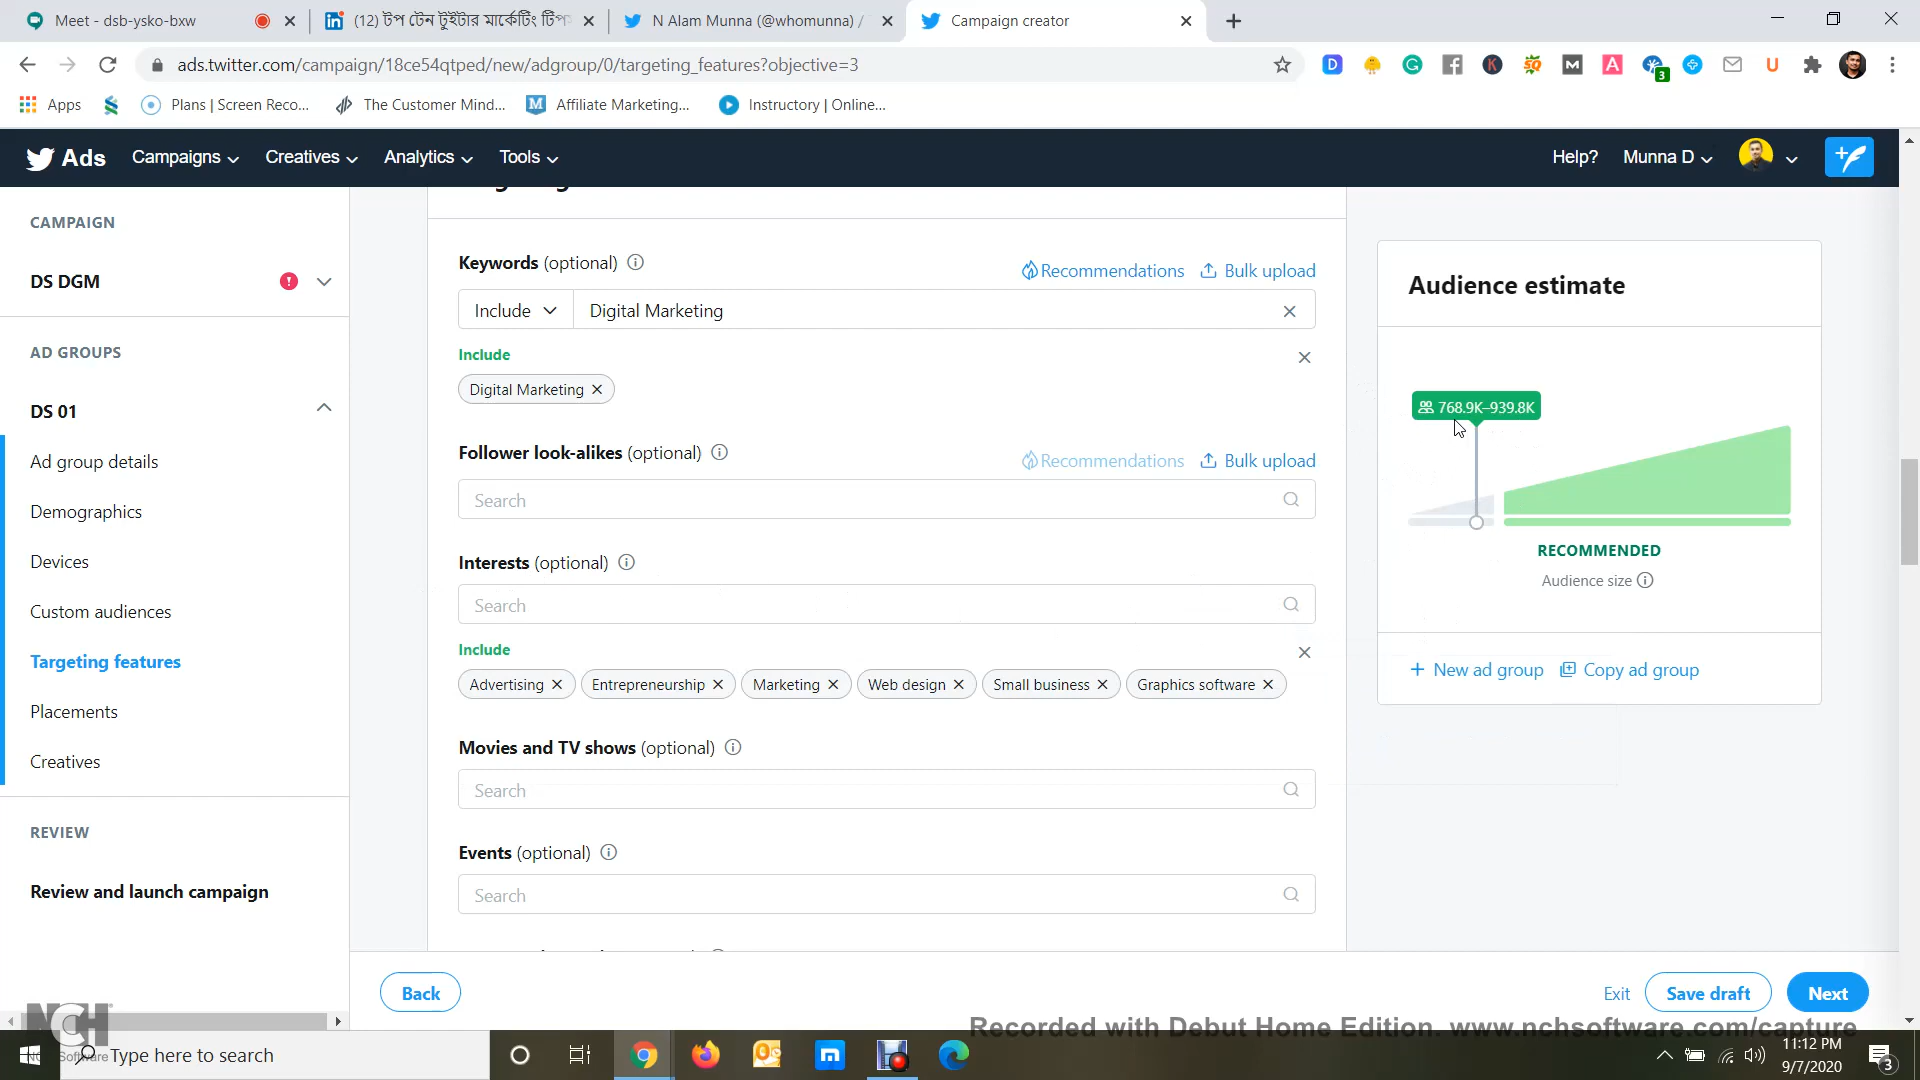 Meet - dsb-ysko-bxw
(12) টপ টেন টুইটার মার্কেটিং টিপস
N Alam Munna (@whomunna) /
Campaign creator
ads.twitter.com/campaign/18ce54qtped/new/adgroup/0/targeting_features?objective=3
Apps
Plans | Screen Reco...
The Customer Mind...
Affiliate Marketing...
Instructory | Online...
Ads
Campaigns
Creatives
Analytics
Tools
Help?
Munna D
CAMPAIGN
DS DGM
AD GROUPS
DS 01
Ad group details
Demographics
Devices
Custom audiences
Targeting features
Placements
Creatives
REVIEW
Review and launch campaign
Keywords (optional)
Recommendations
Bulk upload
Include
Digital Marketing
Include
Digital Marketing
Follower look-alikes (optional)
Recommendations
Bulk upload
Search
Interests (optional)
Search
Include
Advertising
Entrepreneurship
Marketing
Web design
Small business
Graphics software
Movies and TV shows (optional)
Search
Events (optional)
Search
Audience estimate
768.9K–939.8K
RECOMMENDED
Audience size
+ New ad group
Copy ad group
Back
Exit
Save draft
Next
NCH
Software
Recorded with Debut Home Edition. www.nchsoftware.com/capture
Type here to search
11:12 PM
9/7/2020
3